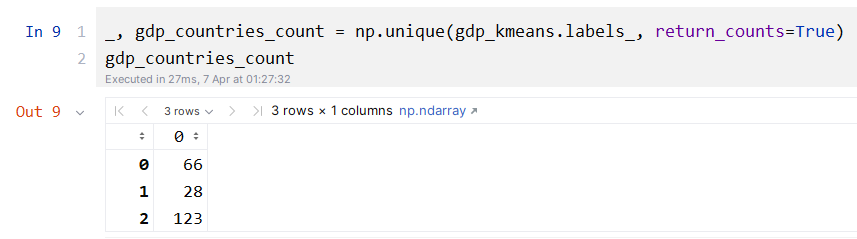 In 9 1 _, gdp_countries_count = np.unique(gdp_kmeans.labels_, return_counts=True)
2 gdp_countries_count
Executed in 27ms, 7 Apr at 01:27:32
Out 9 3 rows 3 rows × 1 columns np.ndarray
0
0 66
1 28
2 123